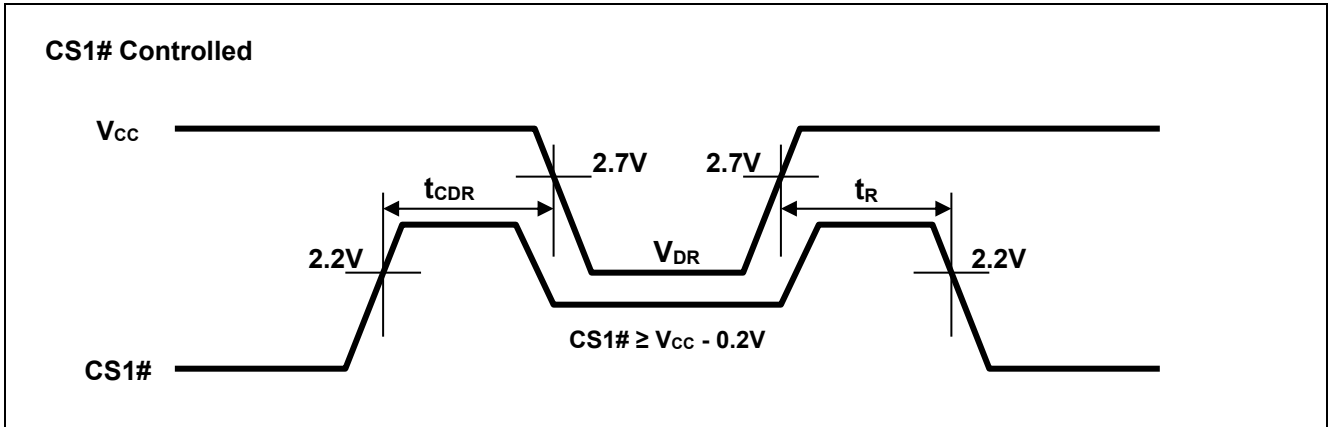 CS1# Controlled
VCC
2.7V
2.7V
tCDR
tR
2.2V
VDR
2.2V
CS1# ≥ VCC - 0.2V
CS1#